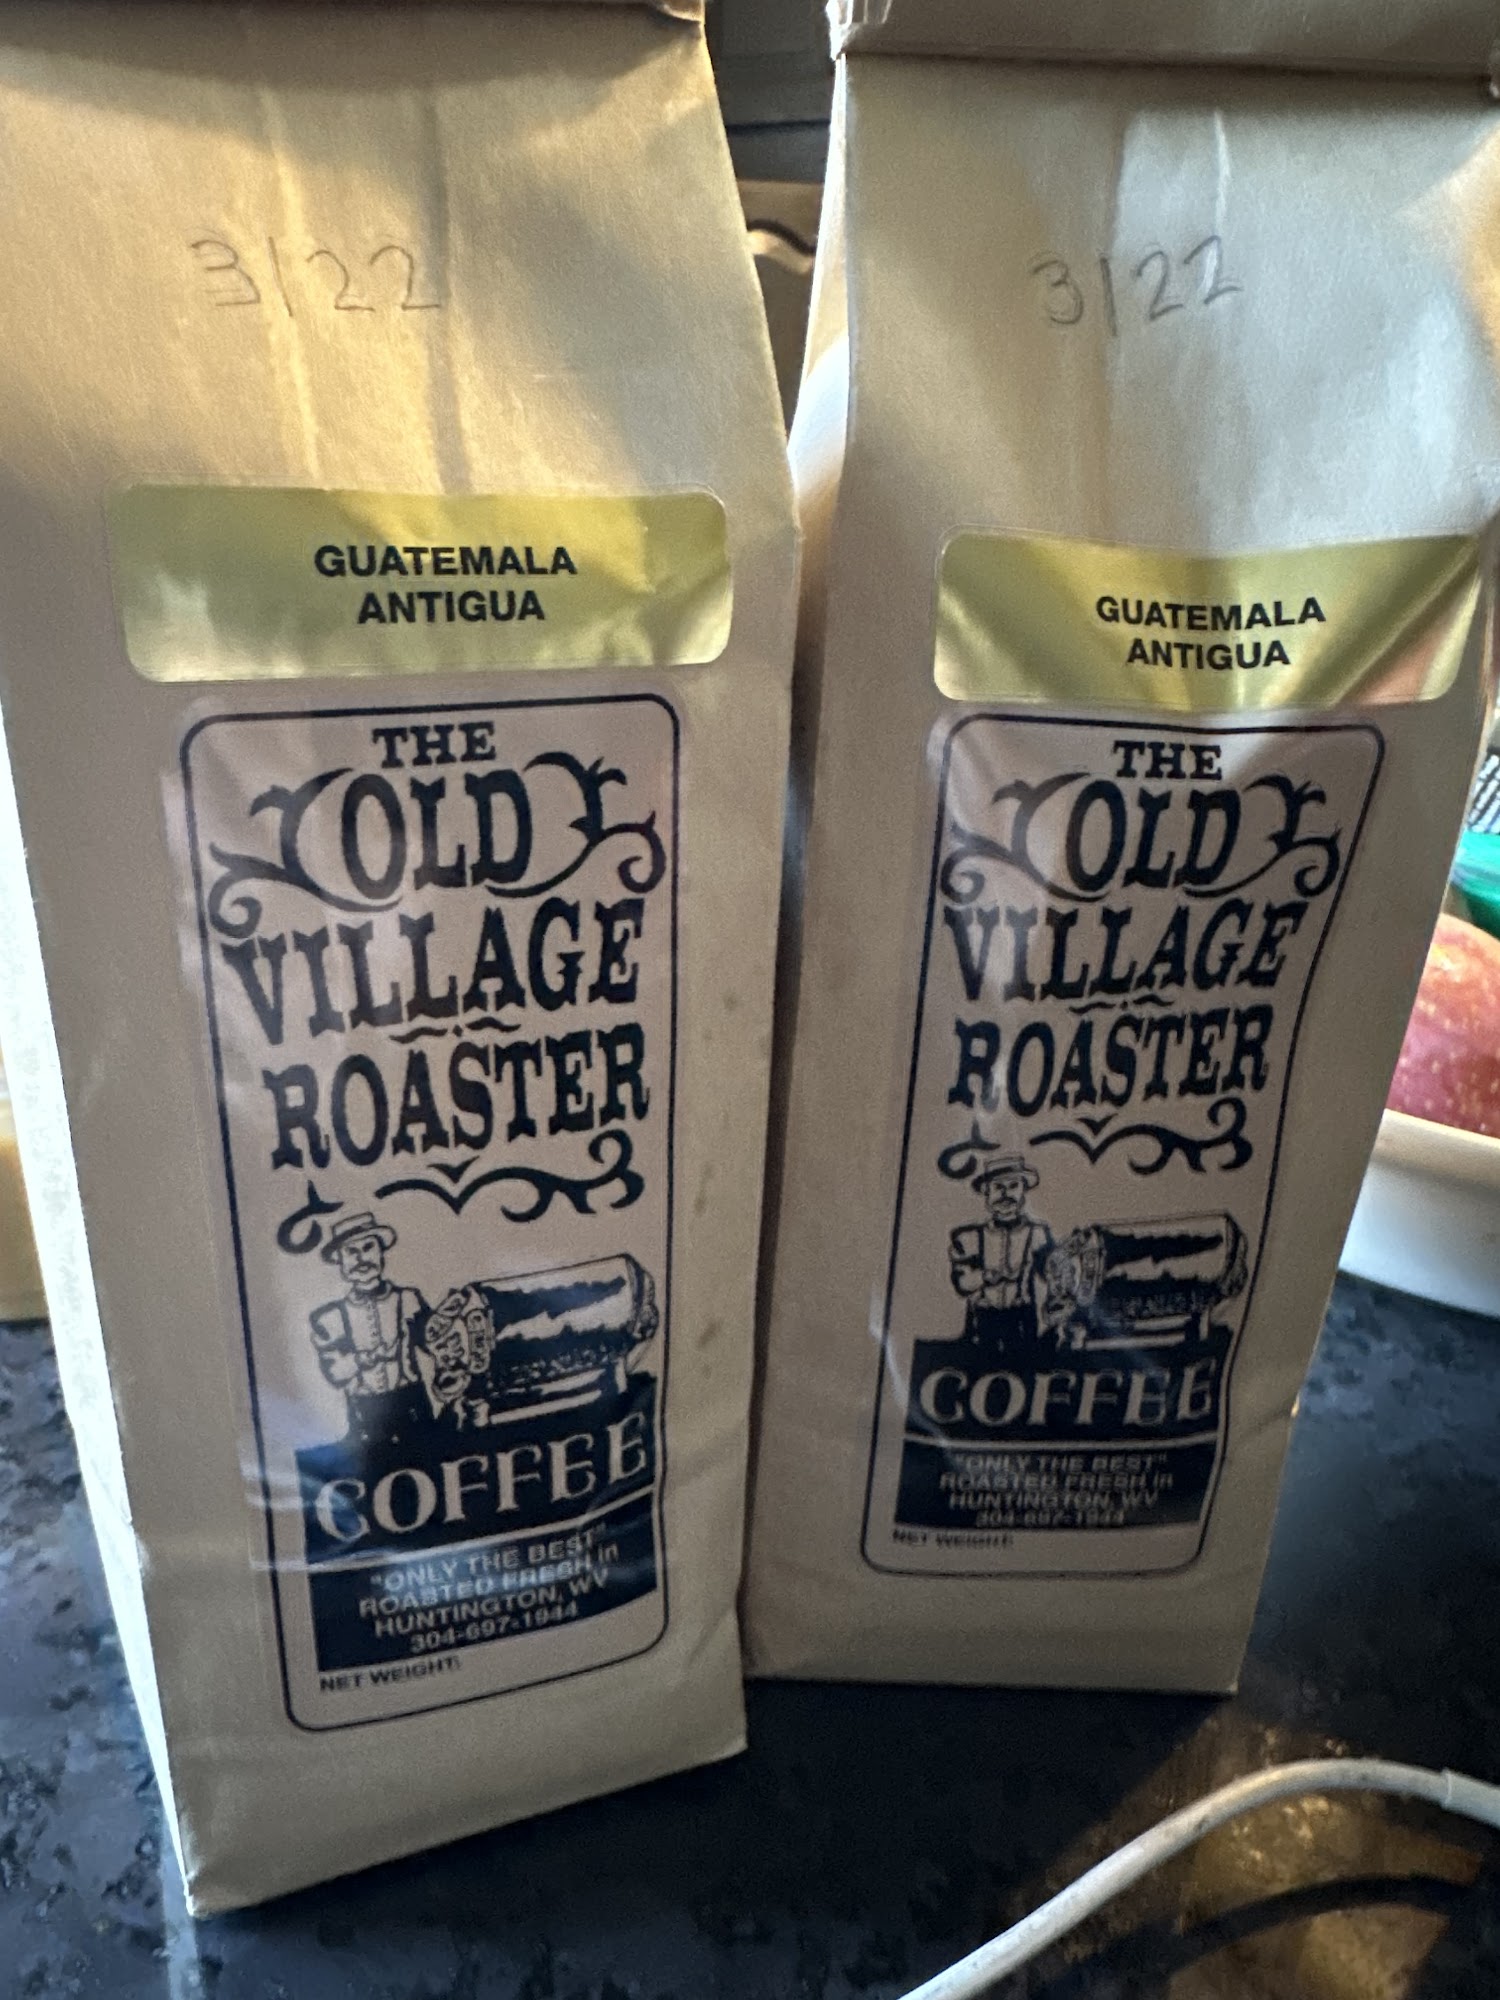 3/22
GUATEMALA
ANTIGUA
THE
OLD
VILLAGE
ROASTER
COFFEE
"ONLY THE BEST"
ROASTED FRESH in
HUNTINGTON, WV
304-697-1944
NET WEIGHT:
3/22
GUATEMALA
ANTIGUA
THE
OLD
VILLAGE
ROASTER
COFFEE
"ONLY THE BEST"
ROASTED FRESH in
HUNTINGTON, WV
304-697-1944
NET WEIGHT: